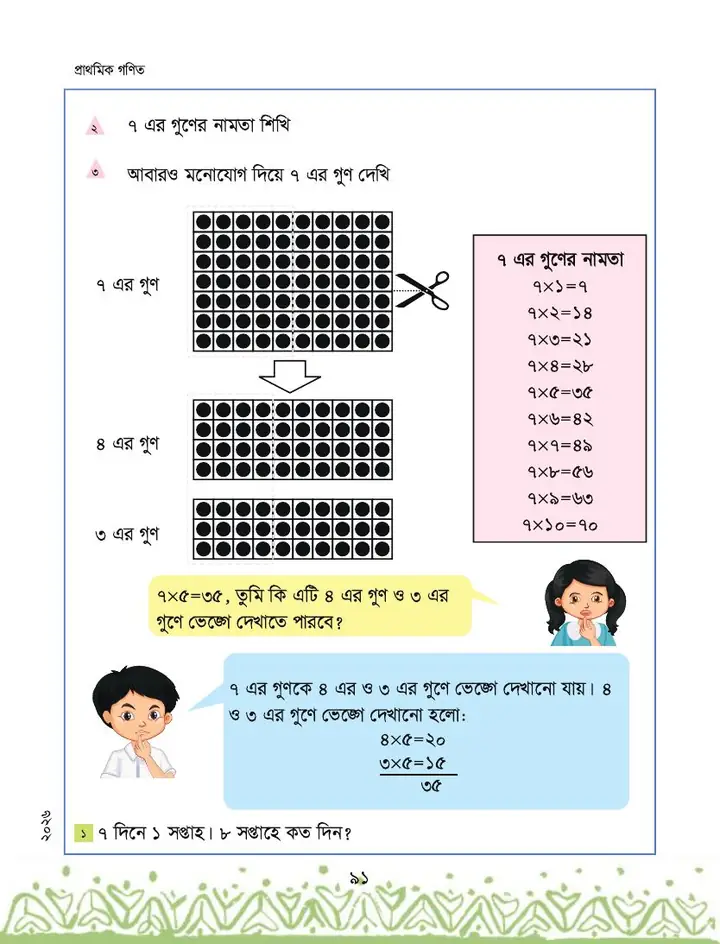 প্রাথমিক গণিত
২ ৭ এর গুণের নামতা শিখি
৩ আবারও মনোযোগ দিয়ে ৭ এর গুণ দেখি
৭ এর গুণ
৪ এর গুণ
৩ এর গুণ
৭ এর গুণের নামতা
৭×১=৭
৭×২=১৪
৭×৩=২১
৭×৪=২৮
৭×৫=৩৫
৭×৬=৪২
৭×৭=৪৯
৭×৮=৫৬
৭×৯=৬৩
৭×১০=৭০
৭×৫=৩৫, তুমি কি এটি ৪ এর গুণ ও ৩ এর
গুণে ভেঙ্গে দেখাতে পারবে?
৭ এর গুণকে ৪ এর ও ৩ এর গুণে ভেঙ্গে দেখানো যায়। ৪
ও ৩ এর গুণে ভেঙ্গে দেখানো হলো:
৪×৫=২০
৩×৫=১৫
৩৫
১ ৭ দিনে ১ সপ্তাহ। ৮ সপ্তাহে কত দিন?
২০২৬
৯১